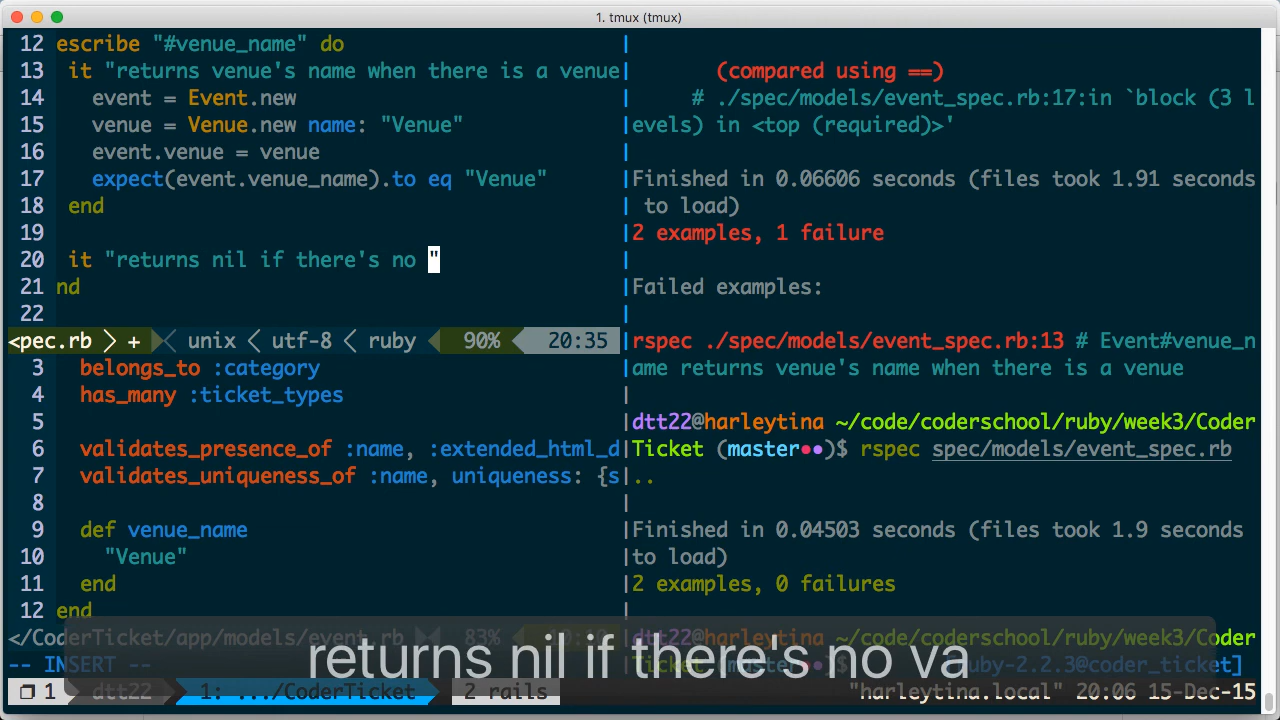 1. tmux (tmux)
12 escribe "#venue_name" do
13 it "returns venue's name when there is a venue
14 event = Event.new
15 venue = Venue.new name: "Venue"
16 event.venue = venue
17 expect(event.venue_name).to eq "Venue"
18 end
19
20 it "returns nil if there's no "
21 nd
22
<pec.rb + unix utf-8 ruby 90% 20:35
3 belongs_to :category
4 has_many :ticket_types
5
6 validates_presence_of :name, :extended_html_d
7 validates_uniqueness_of :name, uniqueness: {s
8
9 def venue_name
10 "Venue"
11 end
12 end
</CoderTicket/app/models/event.rb 83%
-- INSERT --
(compared using ==)
# ./spec/models/event_spec.rb:17:in `block (3 l
evels) in <top (required)>'
Finished in 0.06606 seconds (files took 1.91 seconds
to load)
2 examples, 1 failure
Failed examples:
rspec ./spec/models/event_spec.rb:13 # Event#venue_n
ame returns venue's name when there is a venue
dtt22@harleytina ~/code/coderschool/ruby/week3/Coder
Ticket (master••)$ rspec spec/models/event_spec.rb
..
Finished in 0.04503 seconds (files took 1.9 seconds
to load)
2 examples, 0 failures
dtt22@harleytina ~/code/coderschool/ruby/week3/Coder
Ticket (master••)$ [ruby-2.2.3@coder_ticket]
returns nil if there's no va
1 dtt22 1: .../CoderTicket 2 rails "harleytina.local" 20:06 15-Dec-15